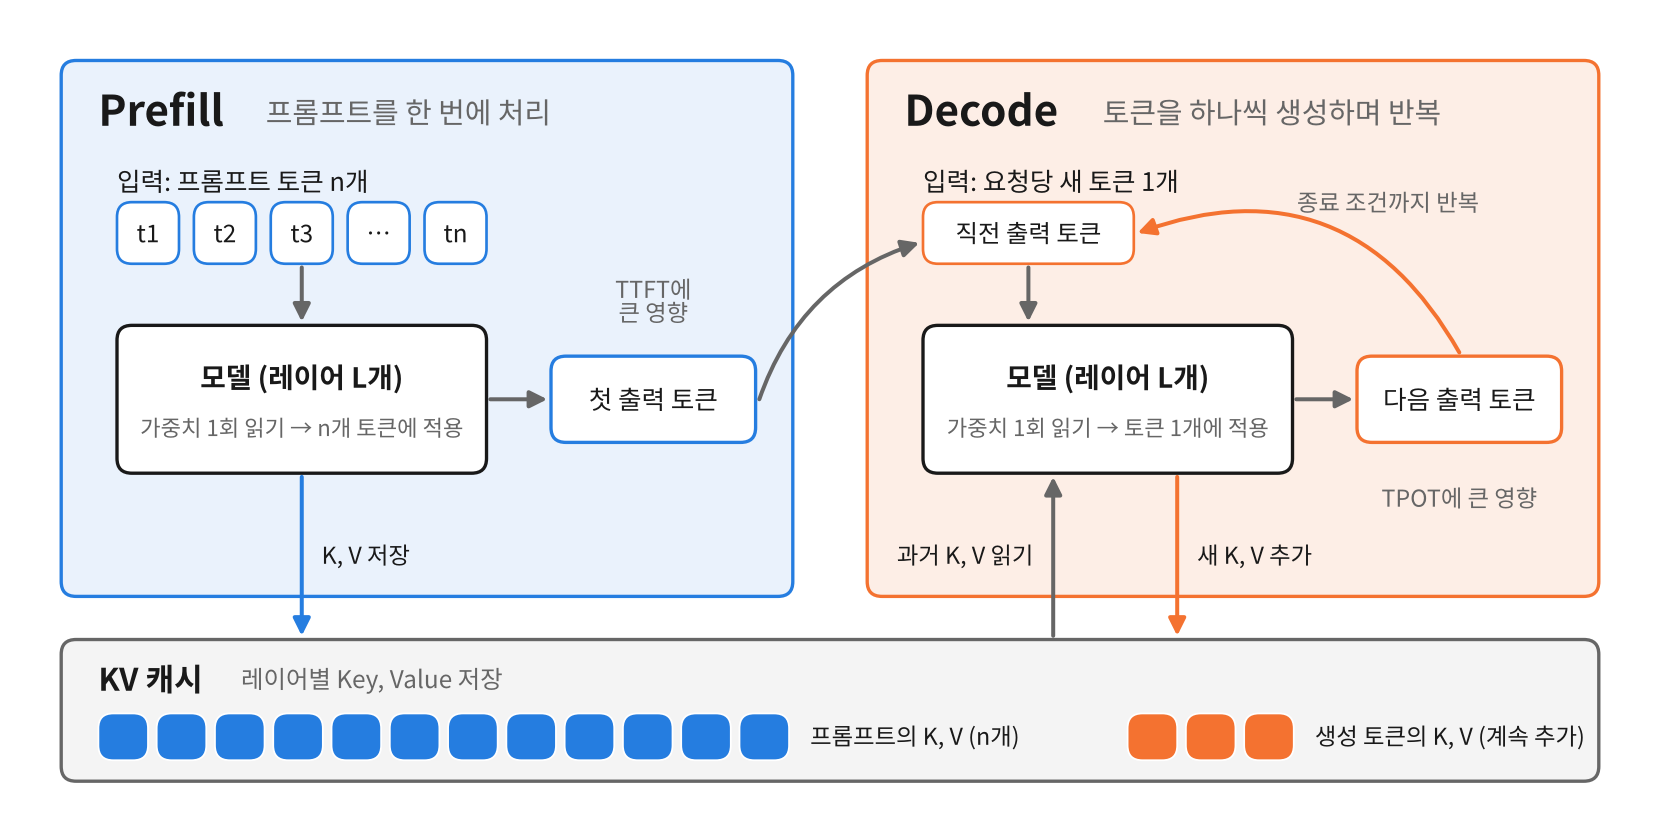 Prefill 프롬프트를 한 번에 처리
입력: 프롬프트 토큰 n개
t1 t2 t3 ⋯ tn
TTFT에
큰 영향
모델 (레이어 L개)
가중치 1회 읽기 → n개 토큰에 적용
첫 출력 토큰
K, V 저장
Decode 토큰을 하나씩 생성하며 반복
입력: 요청당 새 토큰 1개
종료 조건까지 반복
직전 출력 토큰
모델 (레이어 L개)
가중치 1회 읽기 → 토큰 1개에 적용
다음 출력 토큰
TPOT에 큰 영향
과거 K, V 읽기
새 K, V 추가
KV 캐시 레이어별 Key, Value 저장
프롬프트의 K, V (n개)
생성 토큰의 K, V (계속 추가)